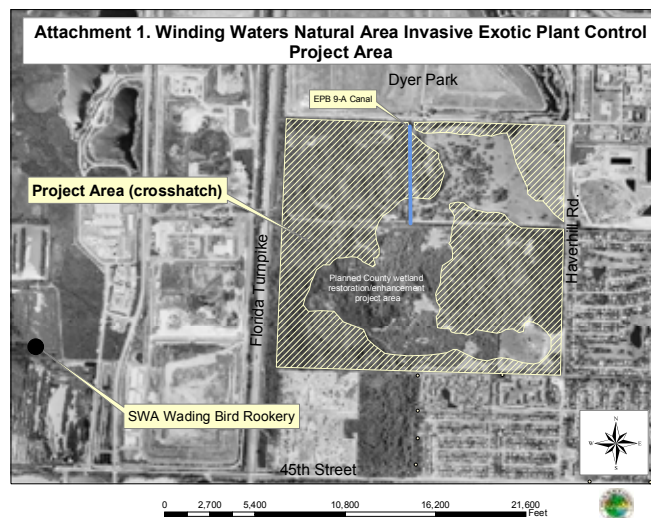 Attachment 1. Winding Waters Natural Area Invasive Exotic Plant Control
Project Area
Dyer Park
EPB 9-A Canal
Project Area (crosshatch)
Florida Turnpike
Haverhill Rd.
Planned County wetland
restoration/enhancement
project area
SWA Wading Bird Rookery
45th Street
N
W E
S
0 2,700 5,400 10,800 16,200 21,600
Feet